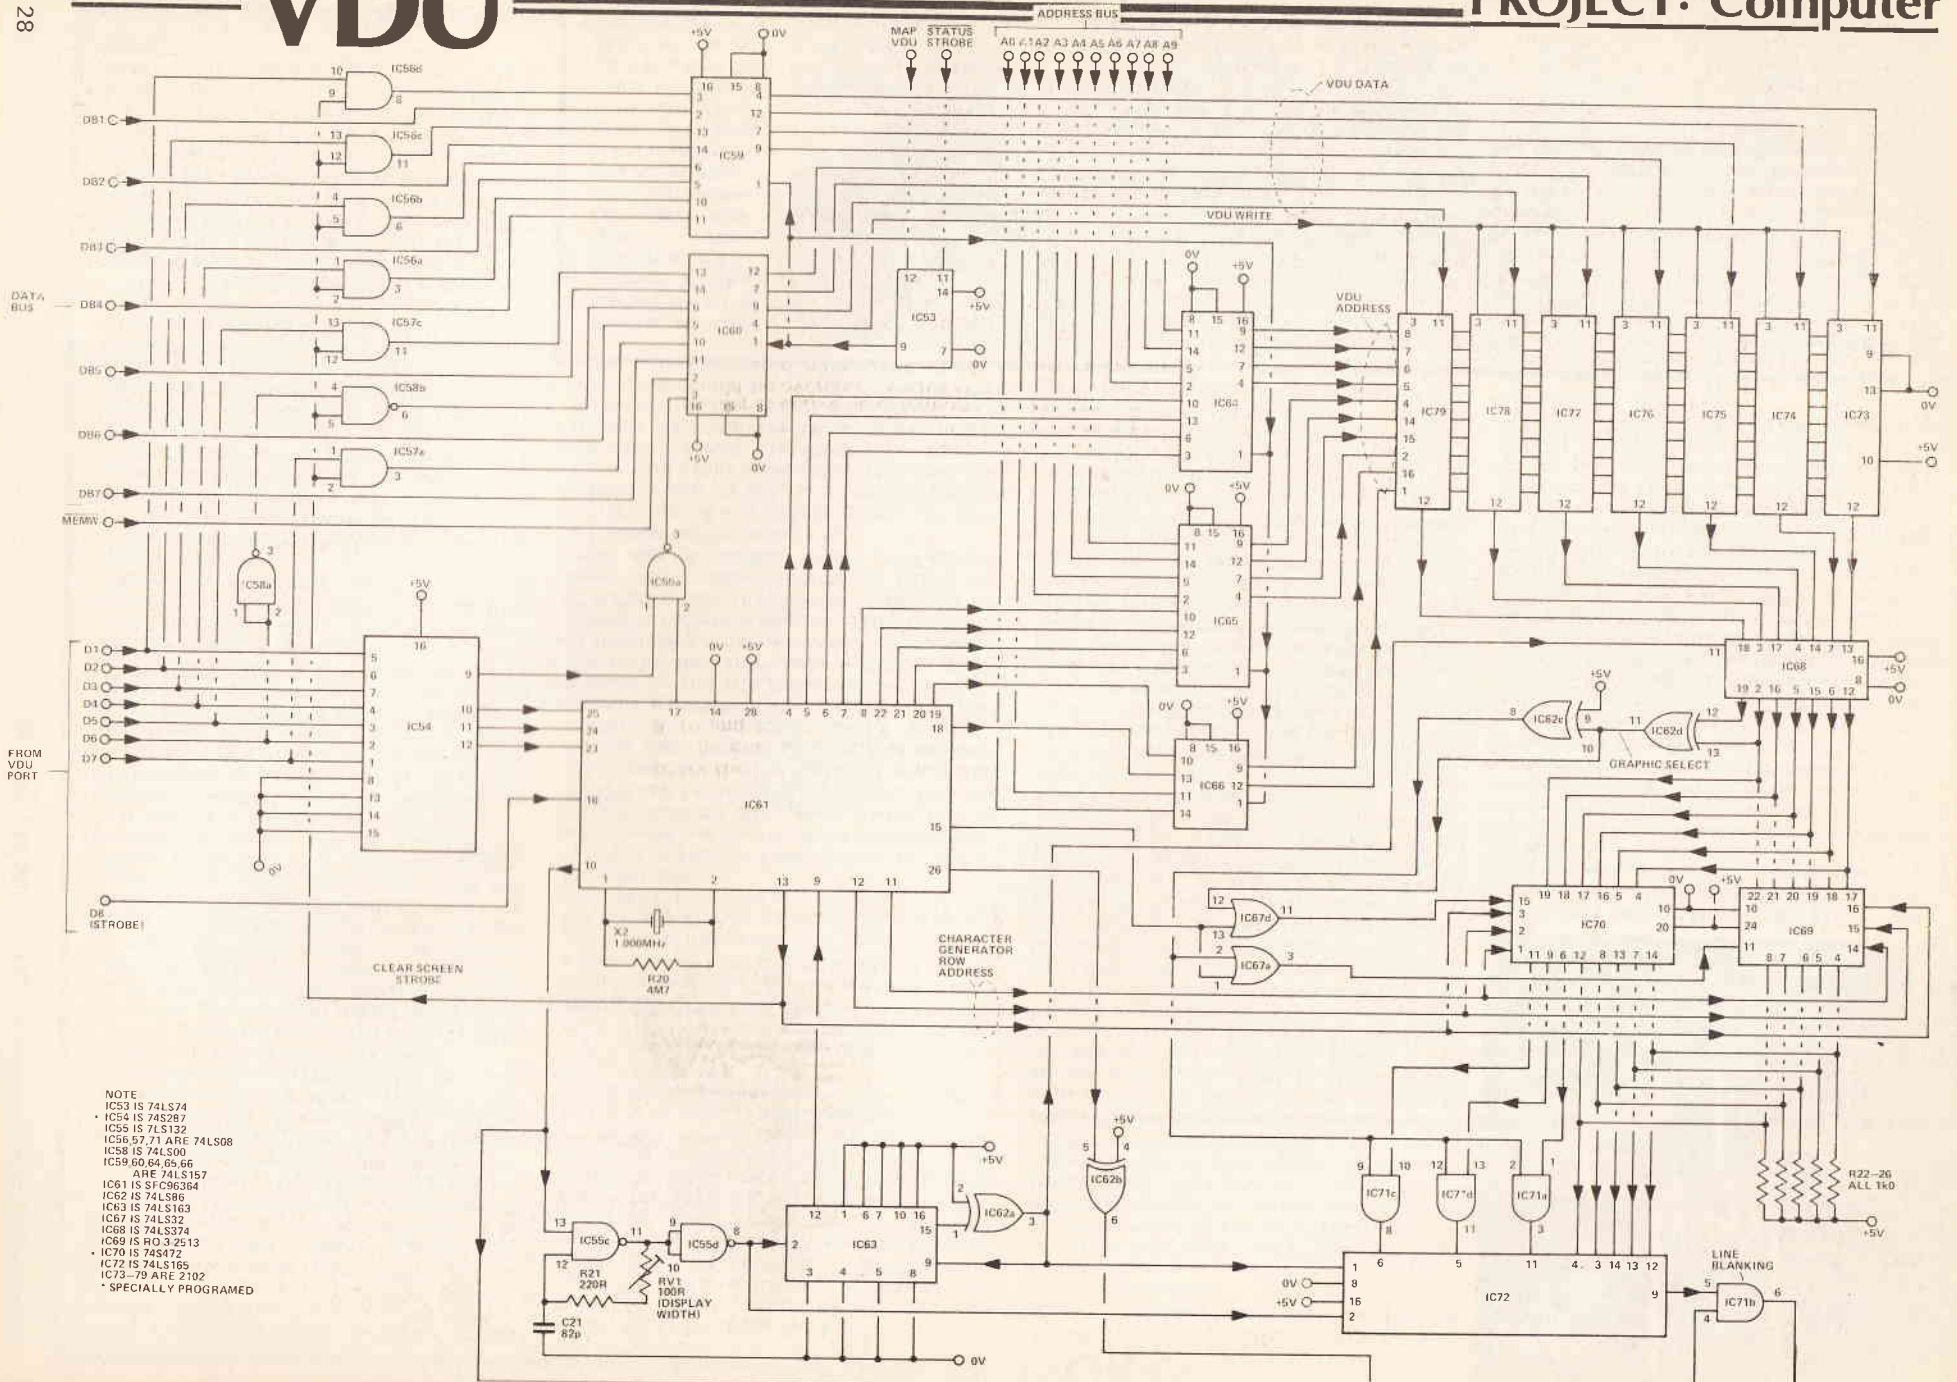 28
VDU
PROJECT: Computer
ADDRESS BUS
MAP VDU
STATUS STROBE
A0 A1 A2 A3 A4 A5 A6 A7 A8 A9
+5V
0V
VDU DATA
VDU WRITE
VDU ADDRESS
DATA BUS
DB1
DB2
DB3
DB4
DB5
DB6
DB7
MEMW
IC56d
IC56c
IC56b
IC56a
IC57c
IC58b
IC57a
IC58a
IC59
IC60
IC53
IC64
IC65
IC66
IC79
IC78
IC77
IC76
IC75
IC74
IC73
IC55a
IC54
IC61
IC68
IC62c
IC62d
GRAPHIC SELECT
FROM
VDU
PORT
D1
D2
D3
D4
D5
D6
D7
D8
(STROBE)
CLEAR SCREEN
STROBE
X2
1.000MHz
R20
4M7
CHARACTER
GENERATOR
ROW
ADDRESS
IC67d
IC67a
IC70
IC69
NOTE
IC53 IS 74LS74
* IC54 IS 74S287
IC55 IS 7LS132
IC56,57,71 ARE 74LS08
IC58 IS 74LS00
IC59,60,64,65,66
ARE 74LS157
IC61 IS SFC96364
IC62 IS 74LS86
IC63 IS 74LS163
IC67 IS 74LS32
IC68 IS 74LS374
IC69 IS RO 3-2513
* IC70 IS 74S472
IC72 IS 74LS165
IC73–79 ARE 2102
* SPECIALLY PROGRAMED
IC55c
IC55d
R21
220R
RV1
100R
(DISPLAY
WIDTH)
C21
82p
IC63
IC62a
IC62b
IC71c
IC71d
IC71a
IC72
R22–26
ALL 1k0
LINE
BLANKING
IC71b